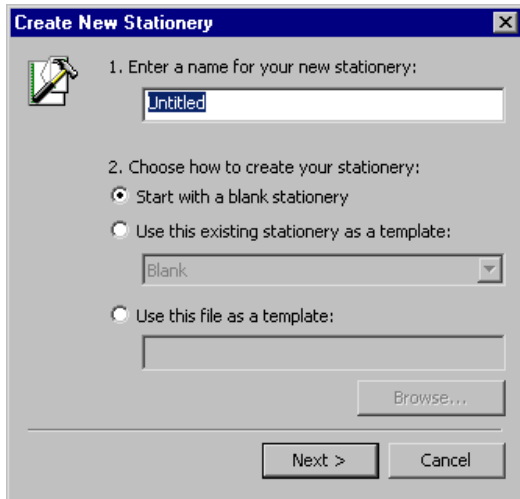 Create New Stationery
1. Enter a name for your new stationery:
Untitled
2. Choose how to create your stationery:
Start with a blank stationery
Use this existing stationery as a template:
Blank
Use this file as a template:
Browse...
Next >
Cancel